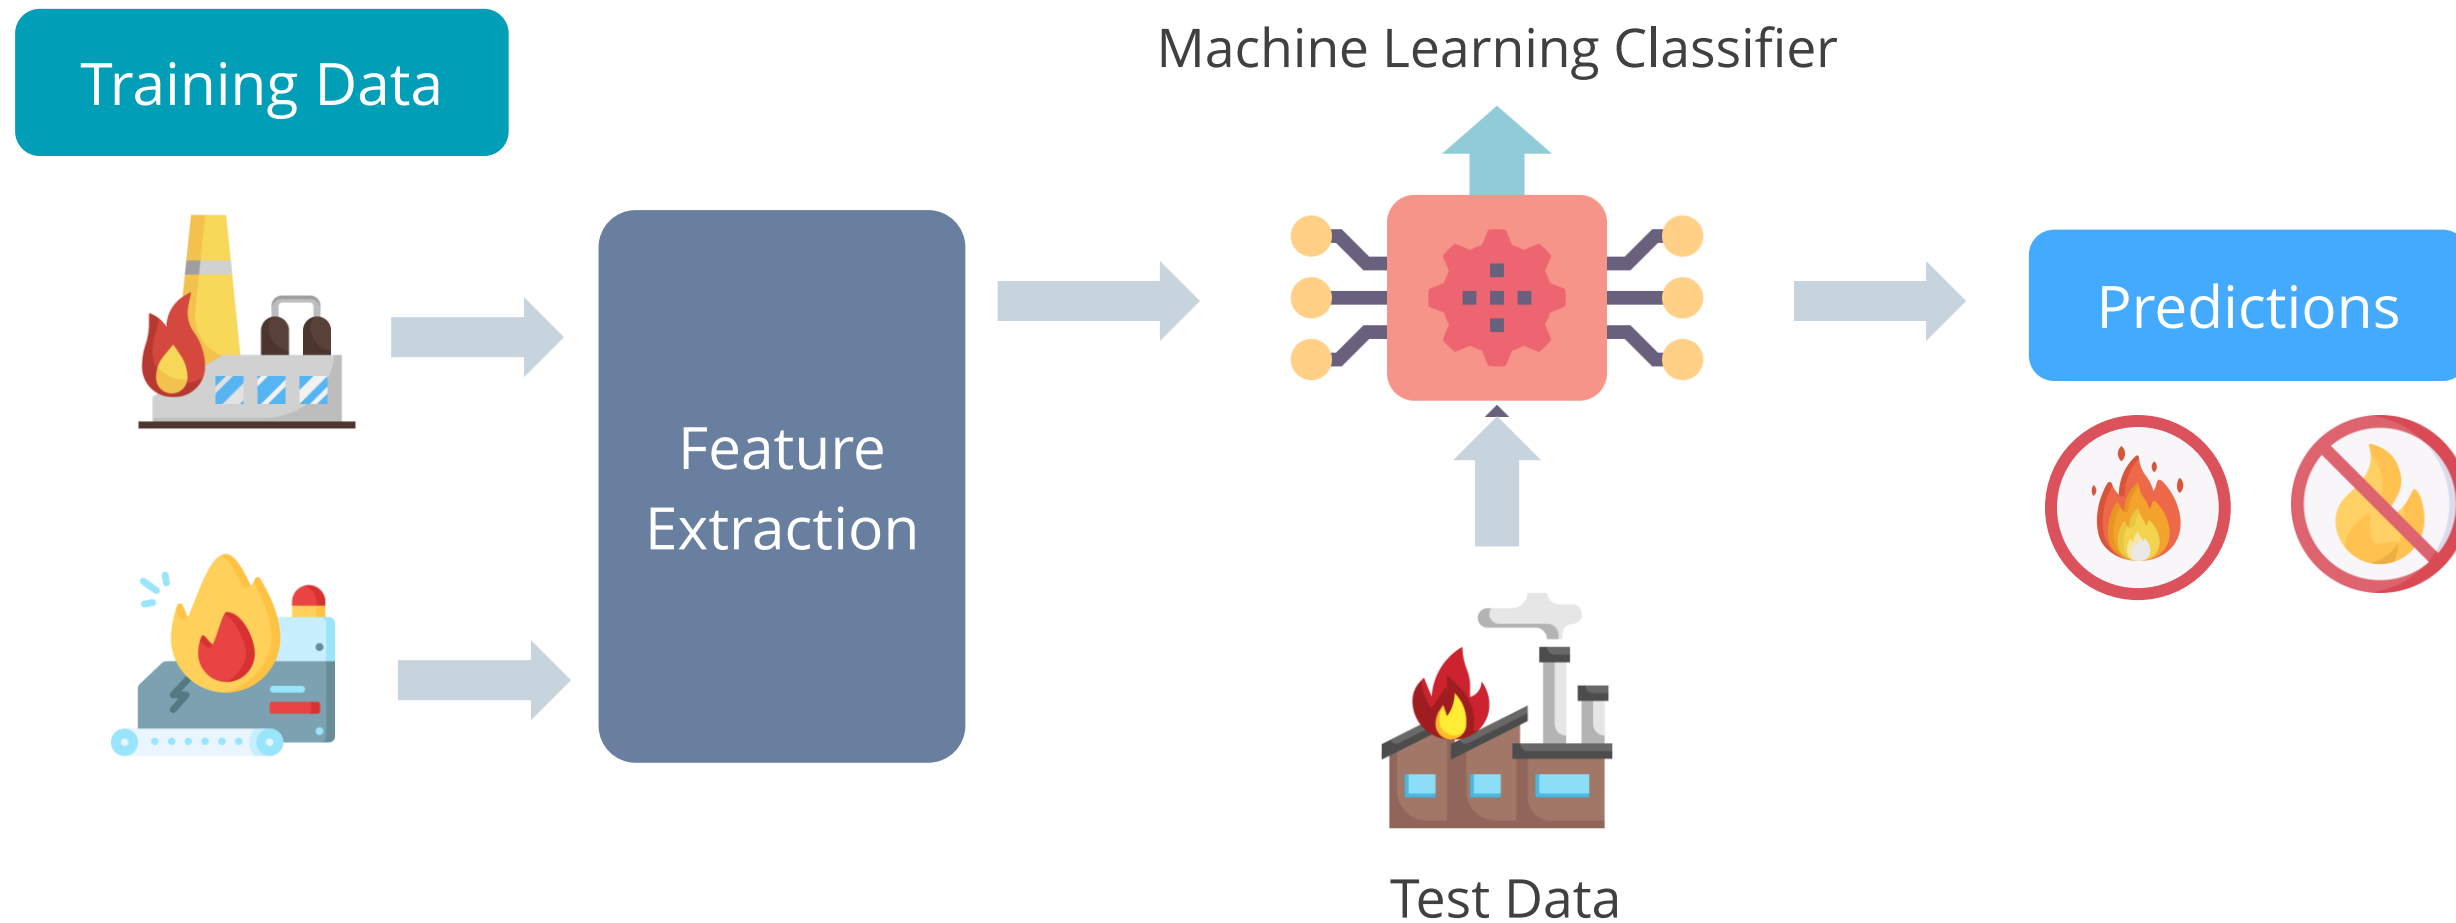 Training Data
Machine Learning Classifier
Feature
Extraction
Predictions
Test Data